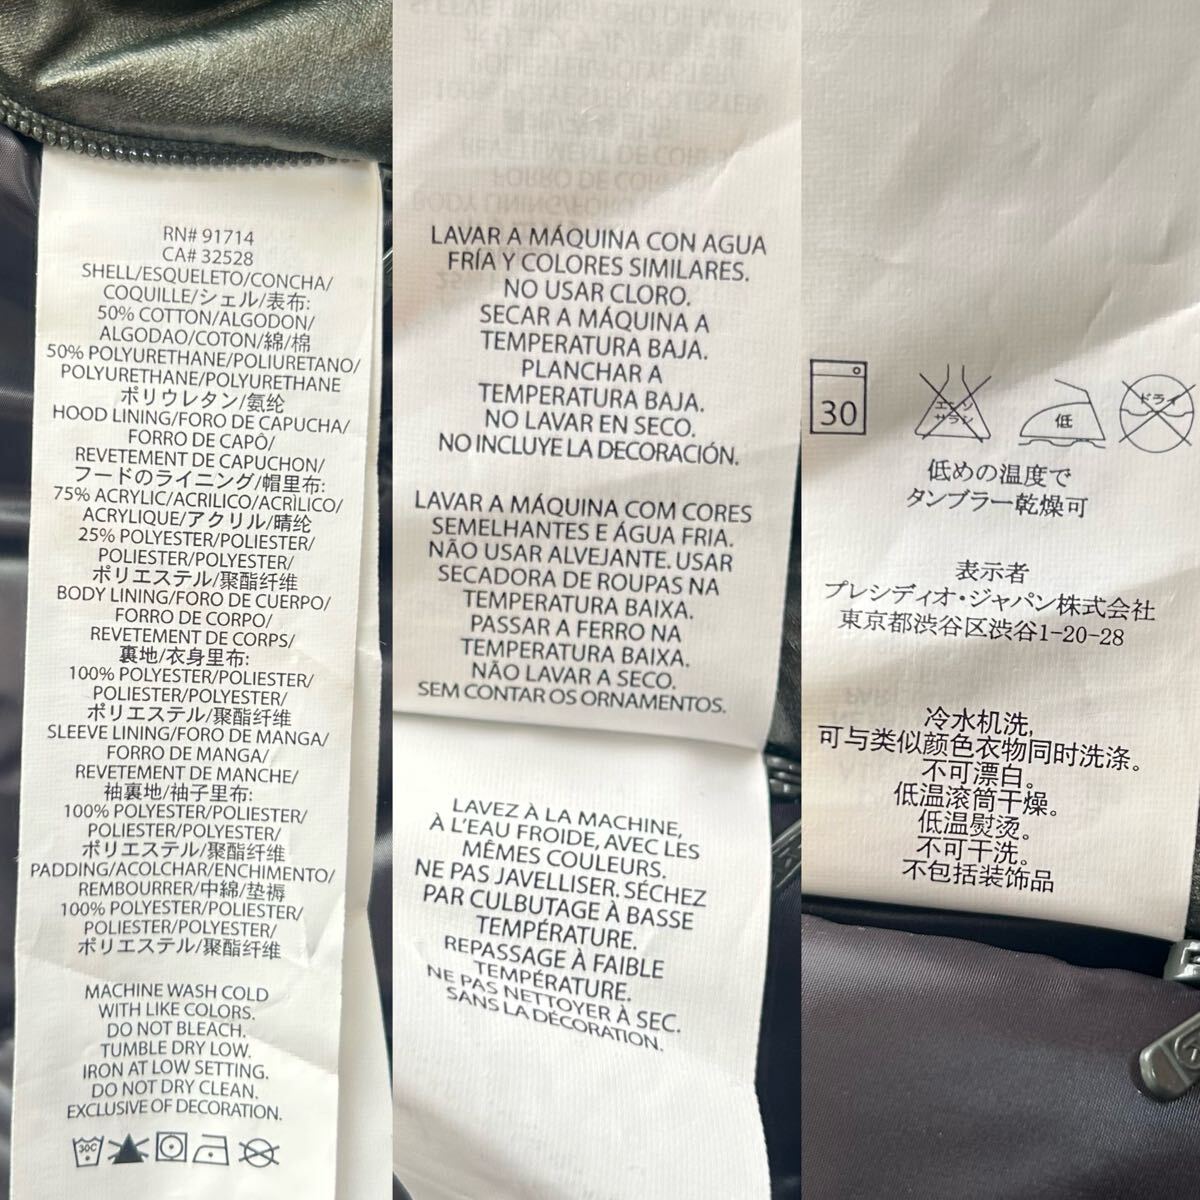 RN# 91714
CA# 32528
SHELL/ESQUELETO/CONCHA/
COQUILLE/シェル/表布:
50% COTTON/ALGODON/
ALGODAO/COTON/綿/棉
50% POLYURETHANE/POLIURETANO/
POLYURETHANE/POLYURETHANE
ポリウレタン/氨纶
HOOD LINING/FORO DE CAPUCHA/
FORRO DE CAPÔ/
REVETEMENT DE CAPUCHON/
フードのライニング/帽里布:
75% ACRYLIC/ACRILICO/ACRÌLICO/
ACRYLIQUE/アクリル/晴纶
25% POLYESTER/POLIESTER/
POLIESTER/POLYESTER/
ポリエステル/聚酯纤维
BODY LINING/FORO DE CUERPO/
FORRO DE CORPO/
REVETEMENT DE CORPS/
裏地/衣身里布:
100% POLYESTER/POLIESTER/
POLIESTER/POLYESTER/
ポリエステル/聚酯纤维
SLEEVE LINING/FORO DE MANGA/
FORRO DE MANGA/
REVETEMENT DE MANCHE/
袖裏地/袖子里布:
100% POLYESTER/POLIESTER/
POLIESTER/POLYESTER/
ポリエステル/聚酯纤维
PADDING/ACOLCHAR/ENCHIMENTO/
REMBOURRER/中綿/垫褥
100% POLYESTER/POLIESTER/
POLIESTER/POLYESTER/
ポリエステル/聚酯纤维
MACHINE WASH COLD
WITH LIKE COLORS.
DO NOT BLEACH.
TUMBLE DRY LOW.
IRON AT LOW SETTING.
DO NOT DRY CLEAN.
EXCLUSIVE OF DECORATION.
30C
LAVAR A MÁQUINA CON AGUA
FRÍA Y COLORES SIMILARES.
NO USAR CLORO.
SECAR A MÁQUINA A
TEMPERATURA BAJA.
PLANCHAR A
TEMPERATURA BAJA.
NO LAVAR EN SECO.
NO INCLUYE LA DECORACIÓN.
LAVAR A MÁQUINA COM CORES
SEMELHANTES E ÁGUA FRIA.
NÃO USAR ALVEJANTE. USAR
SECADORA DE ROUPAS NA
TEMPERATURA BAIXA.
PASSAR A FERRO NA
TEMPERATURA BAIXA.
NÃO LAVAR A SECO.
SEM CONTAR OS ORNAMENTOS.
LAVEZ À LA MACHINE,
À L'EAU FROIDE, AVEC LES
MÊMES COULEURS.
NE PAS JAVELLISER. SÉCHEZ
PAR CULBUTAGE À BASSE
TEMPÉRATURE.
REPASSAGE À FAIBLE
TEMPÉRATURE.
NE PAS NETTOYER À SEC.
SANS LA DÉCORATION.
30 エンソ サラシ 低 ドライ
低めの温度で
タンブラー乾燥可
表示者
プレシディオ・ジャパン株式会社
東京都渋谷区渋谷1-20-28
冷水机洗,
可与类似颜色衣物同时洗涤。
不可漂白。
低温滚筒干燥。
低温熨烫。
不可干洗。
不包括装饰品